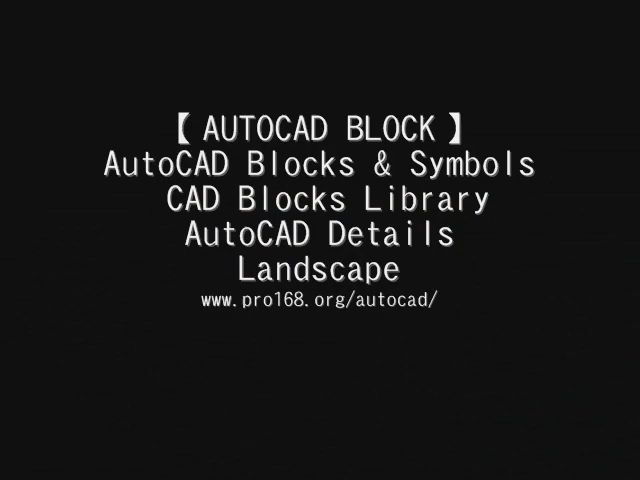 【 AUTOCAD BLOCK 】
AutoCAD Blocks & Symbols
CAD Blocks Library
AutoCAD Details
Landscape
www.pro168.org/autocad/